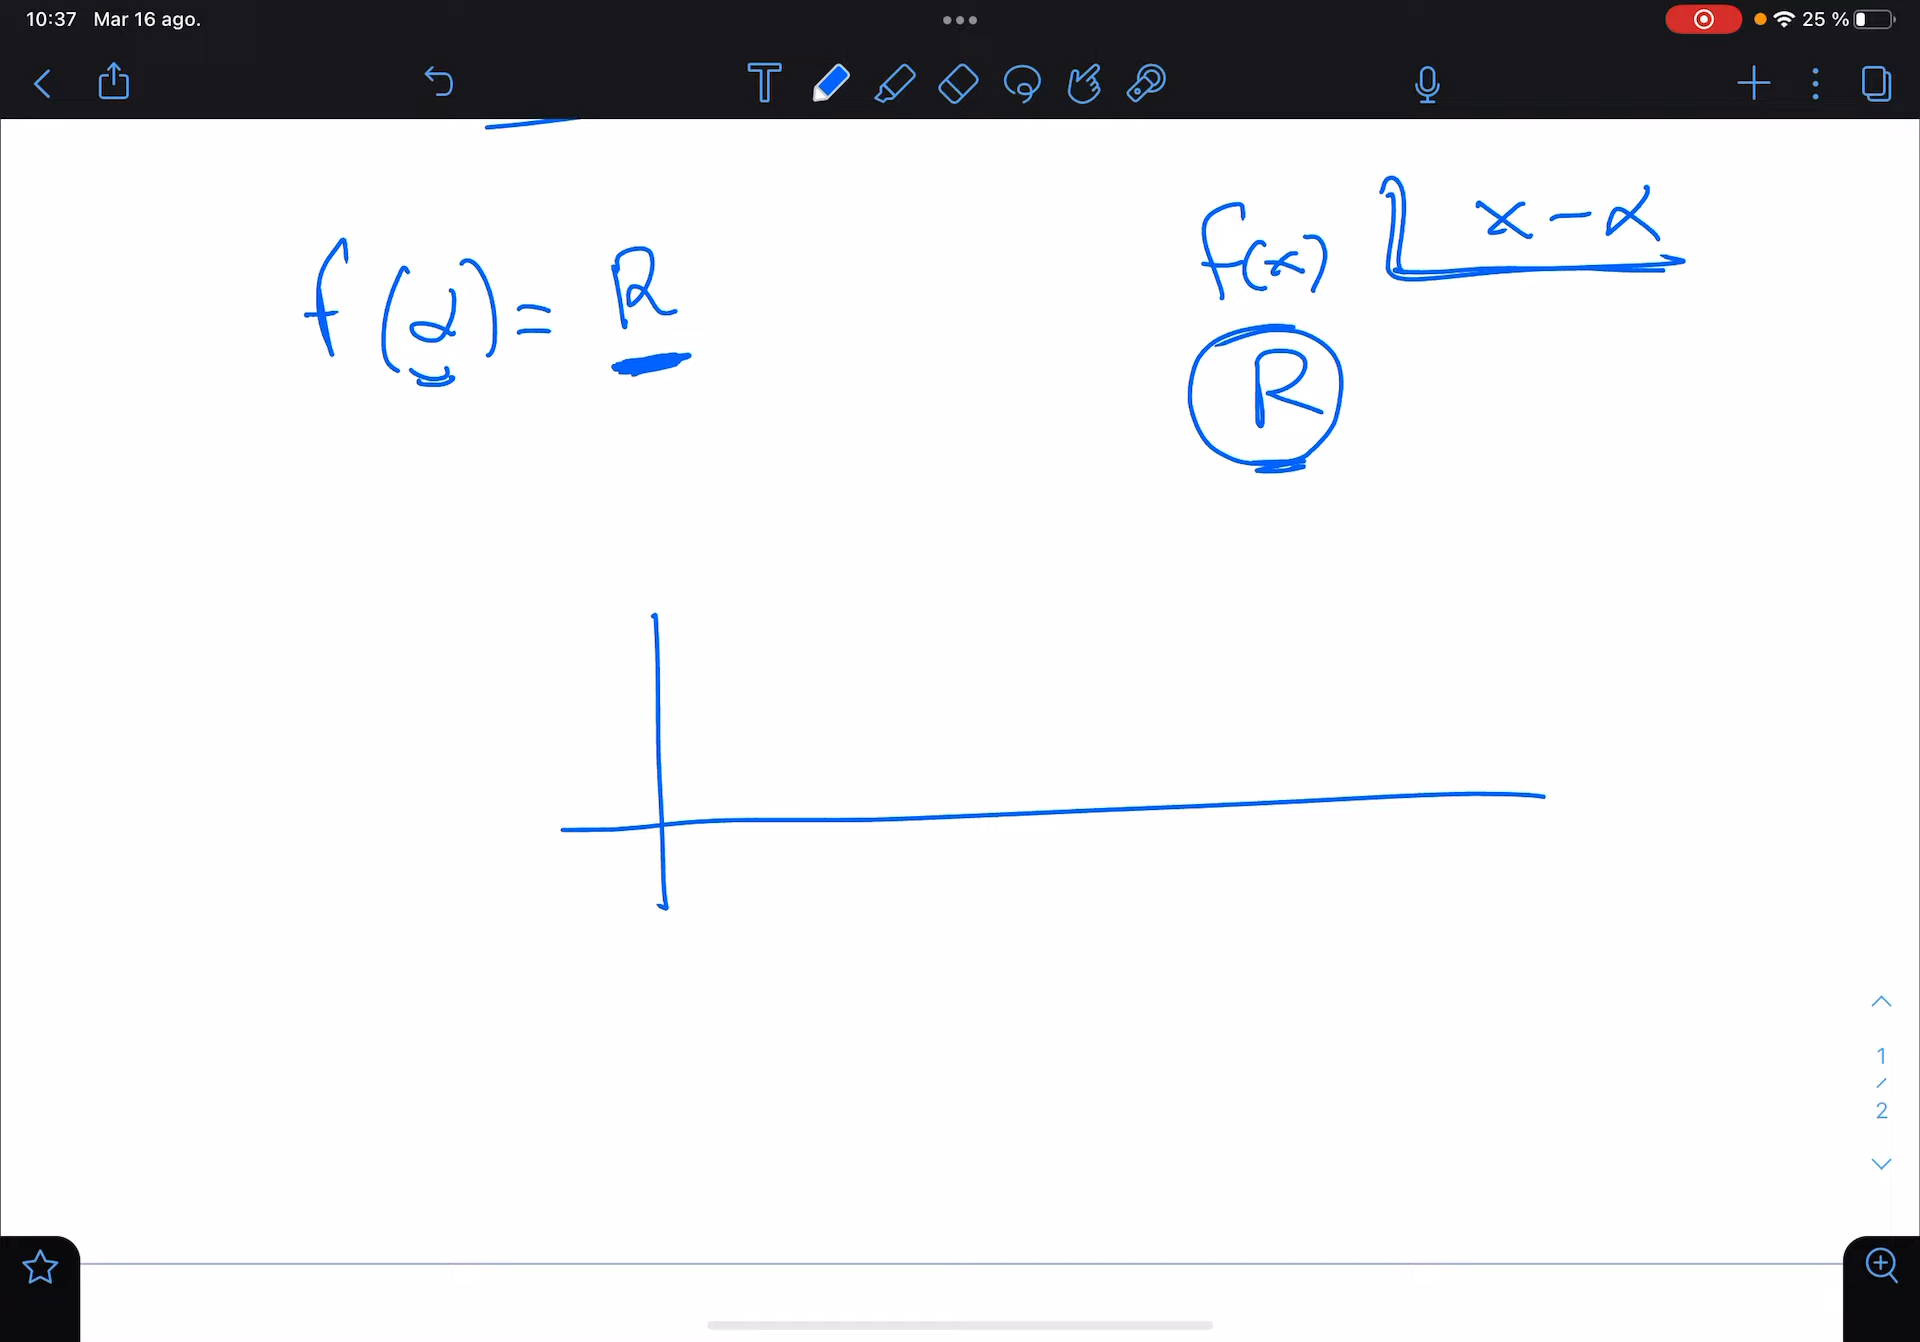 10:37 Mar 16 ago. 25 %
T
f(x) x - α
f(α) = R
R
1
/
2